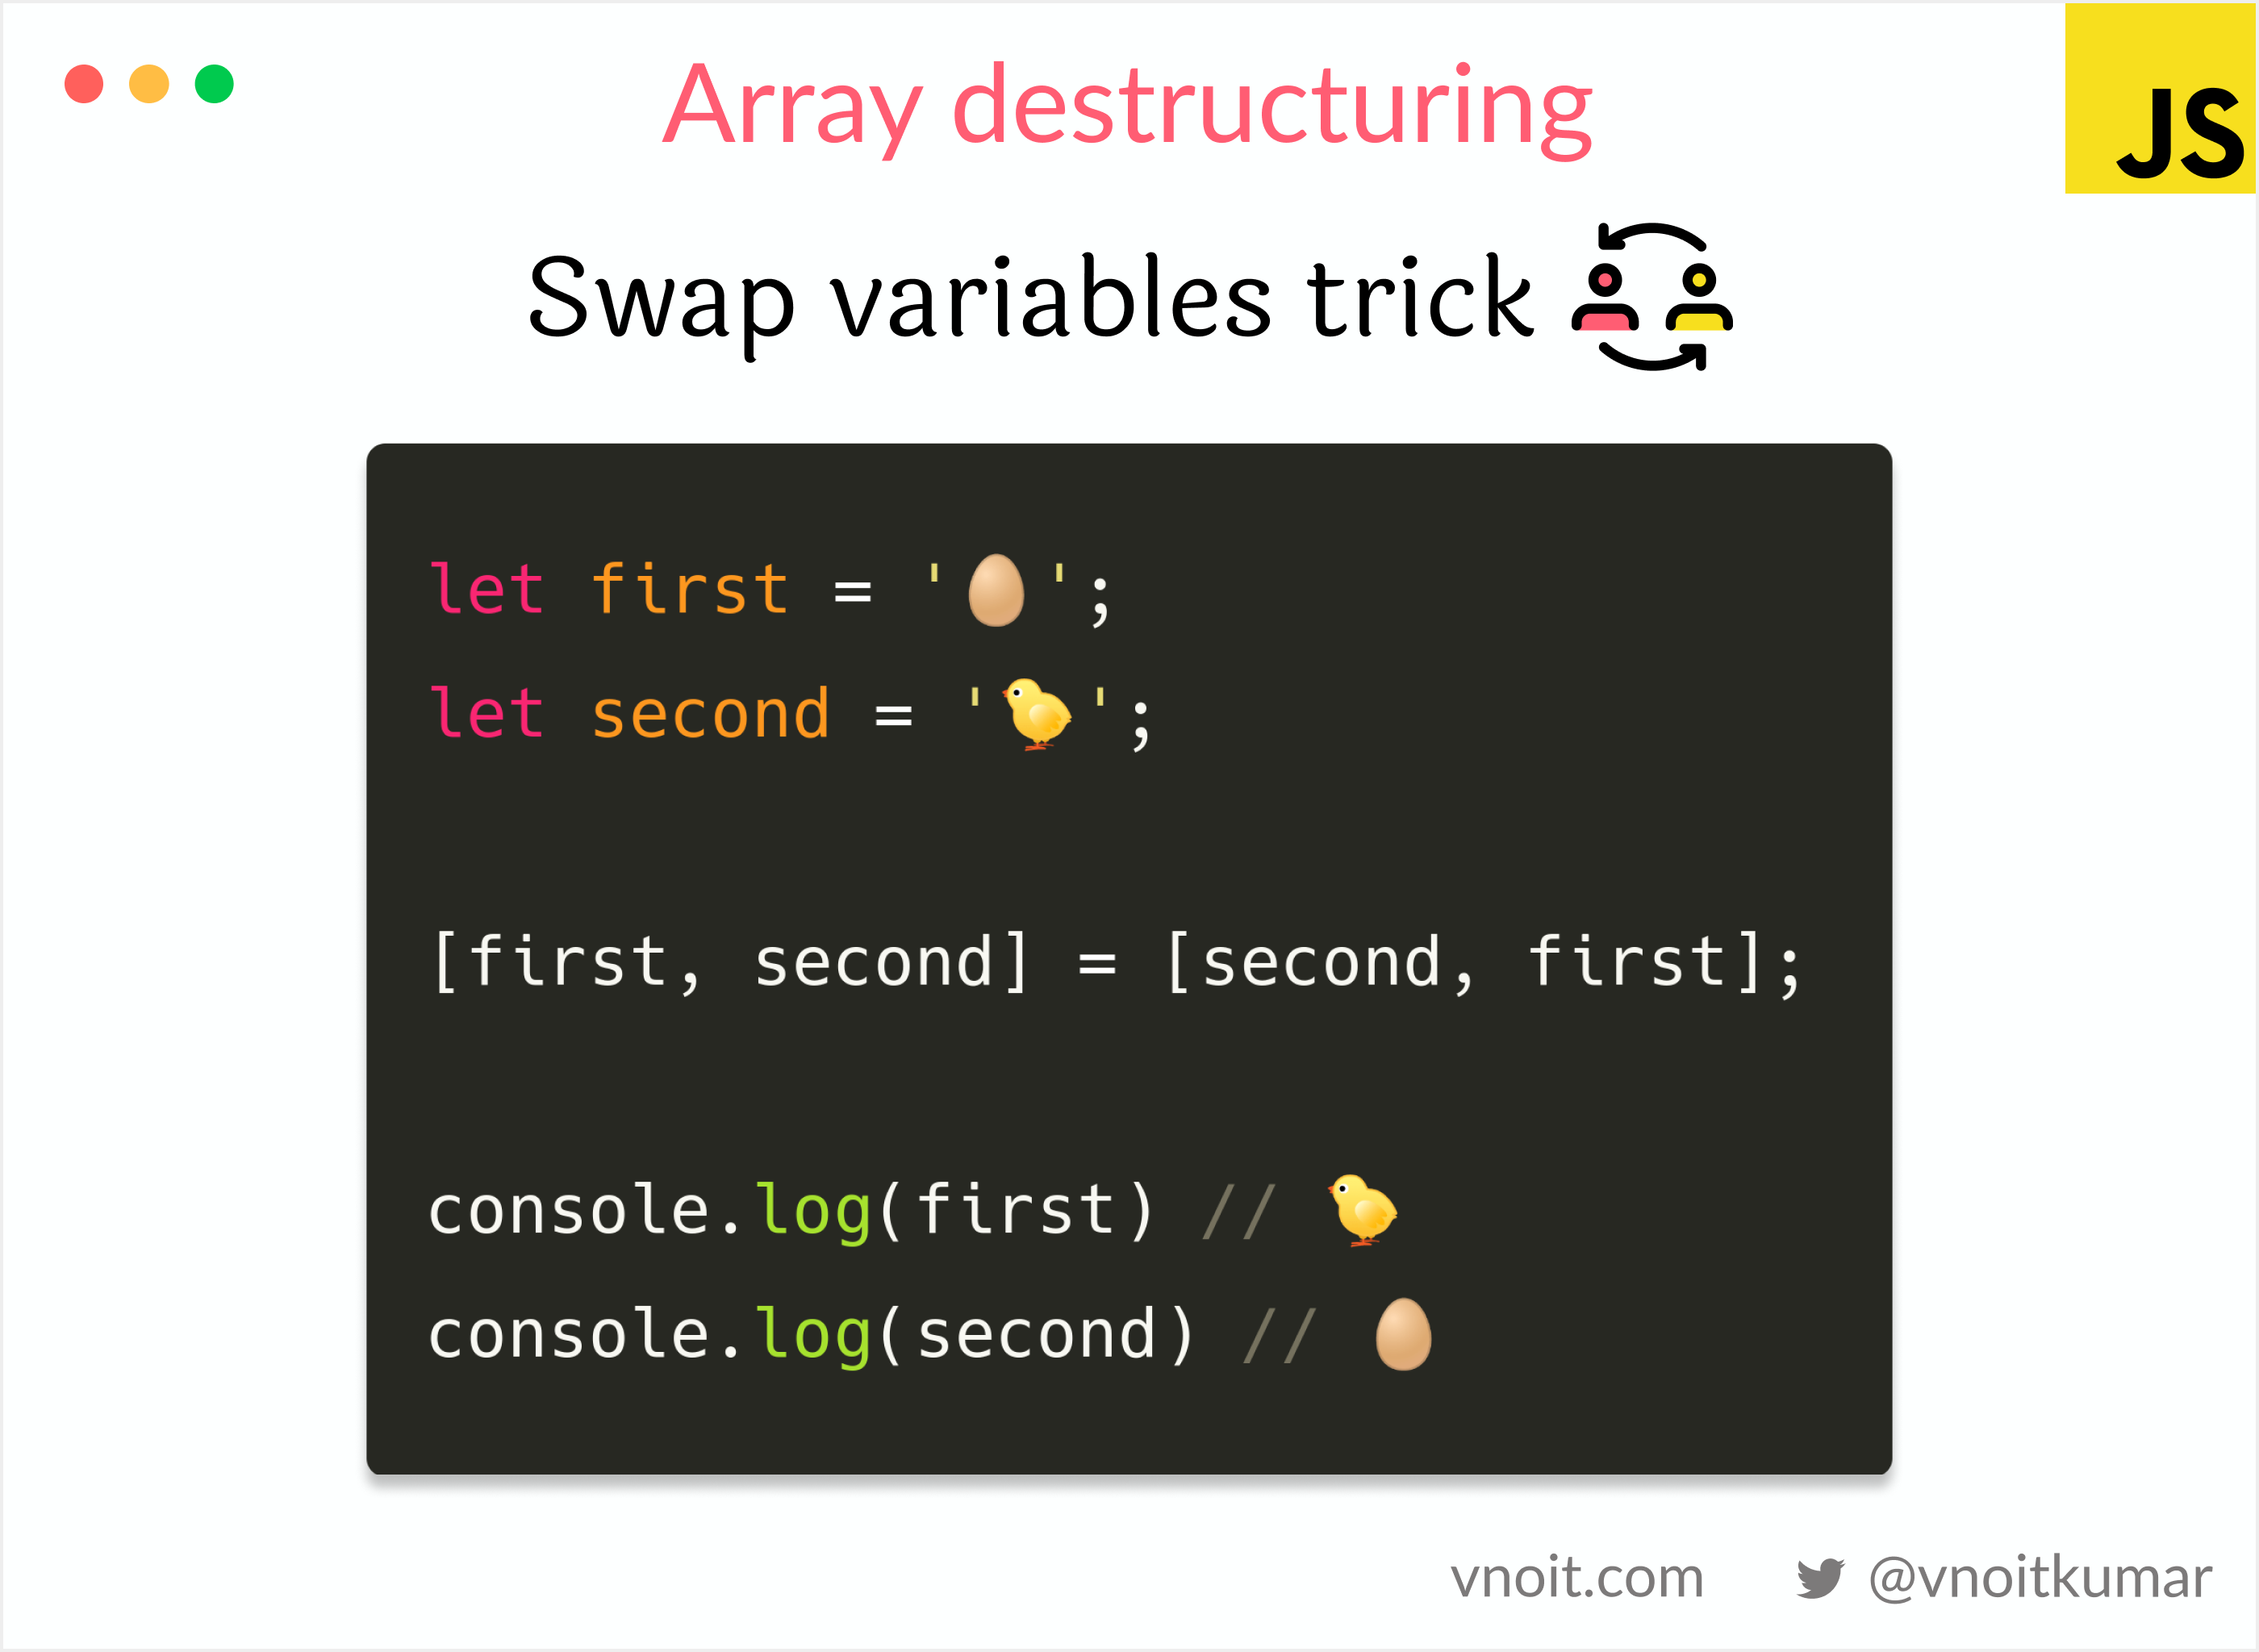 Array destructuring
JS
Swap variables trick
let first = '🥚';
let second = '🐤';
[first, second] = [second, first];
console.log(first) // 🐤
console.log(second) // 🥚
vnoit.com @vnoitkumar